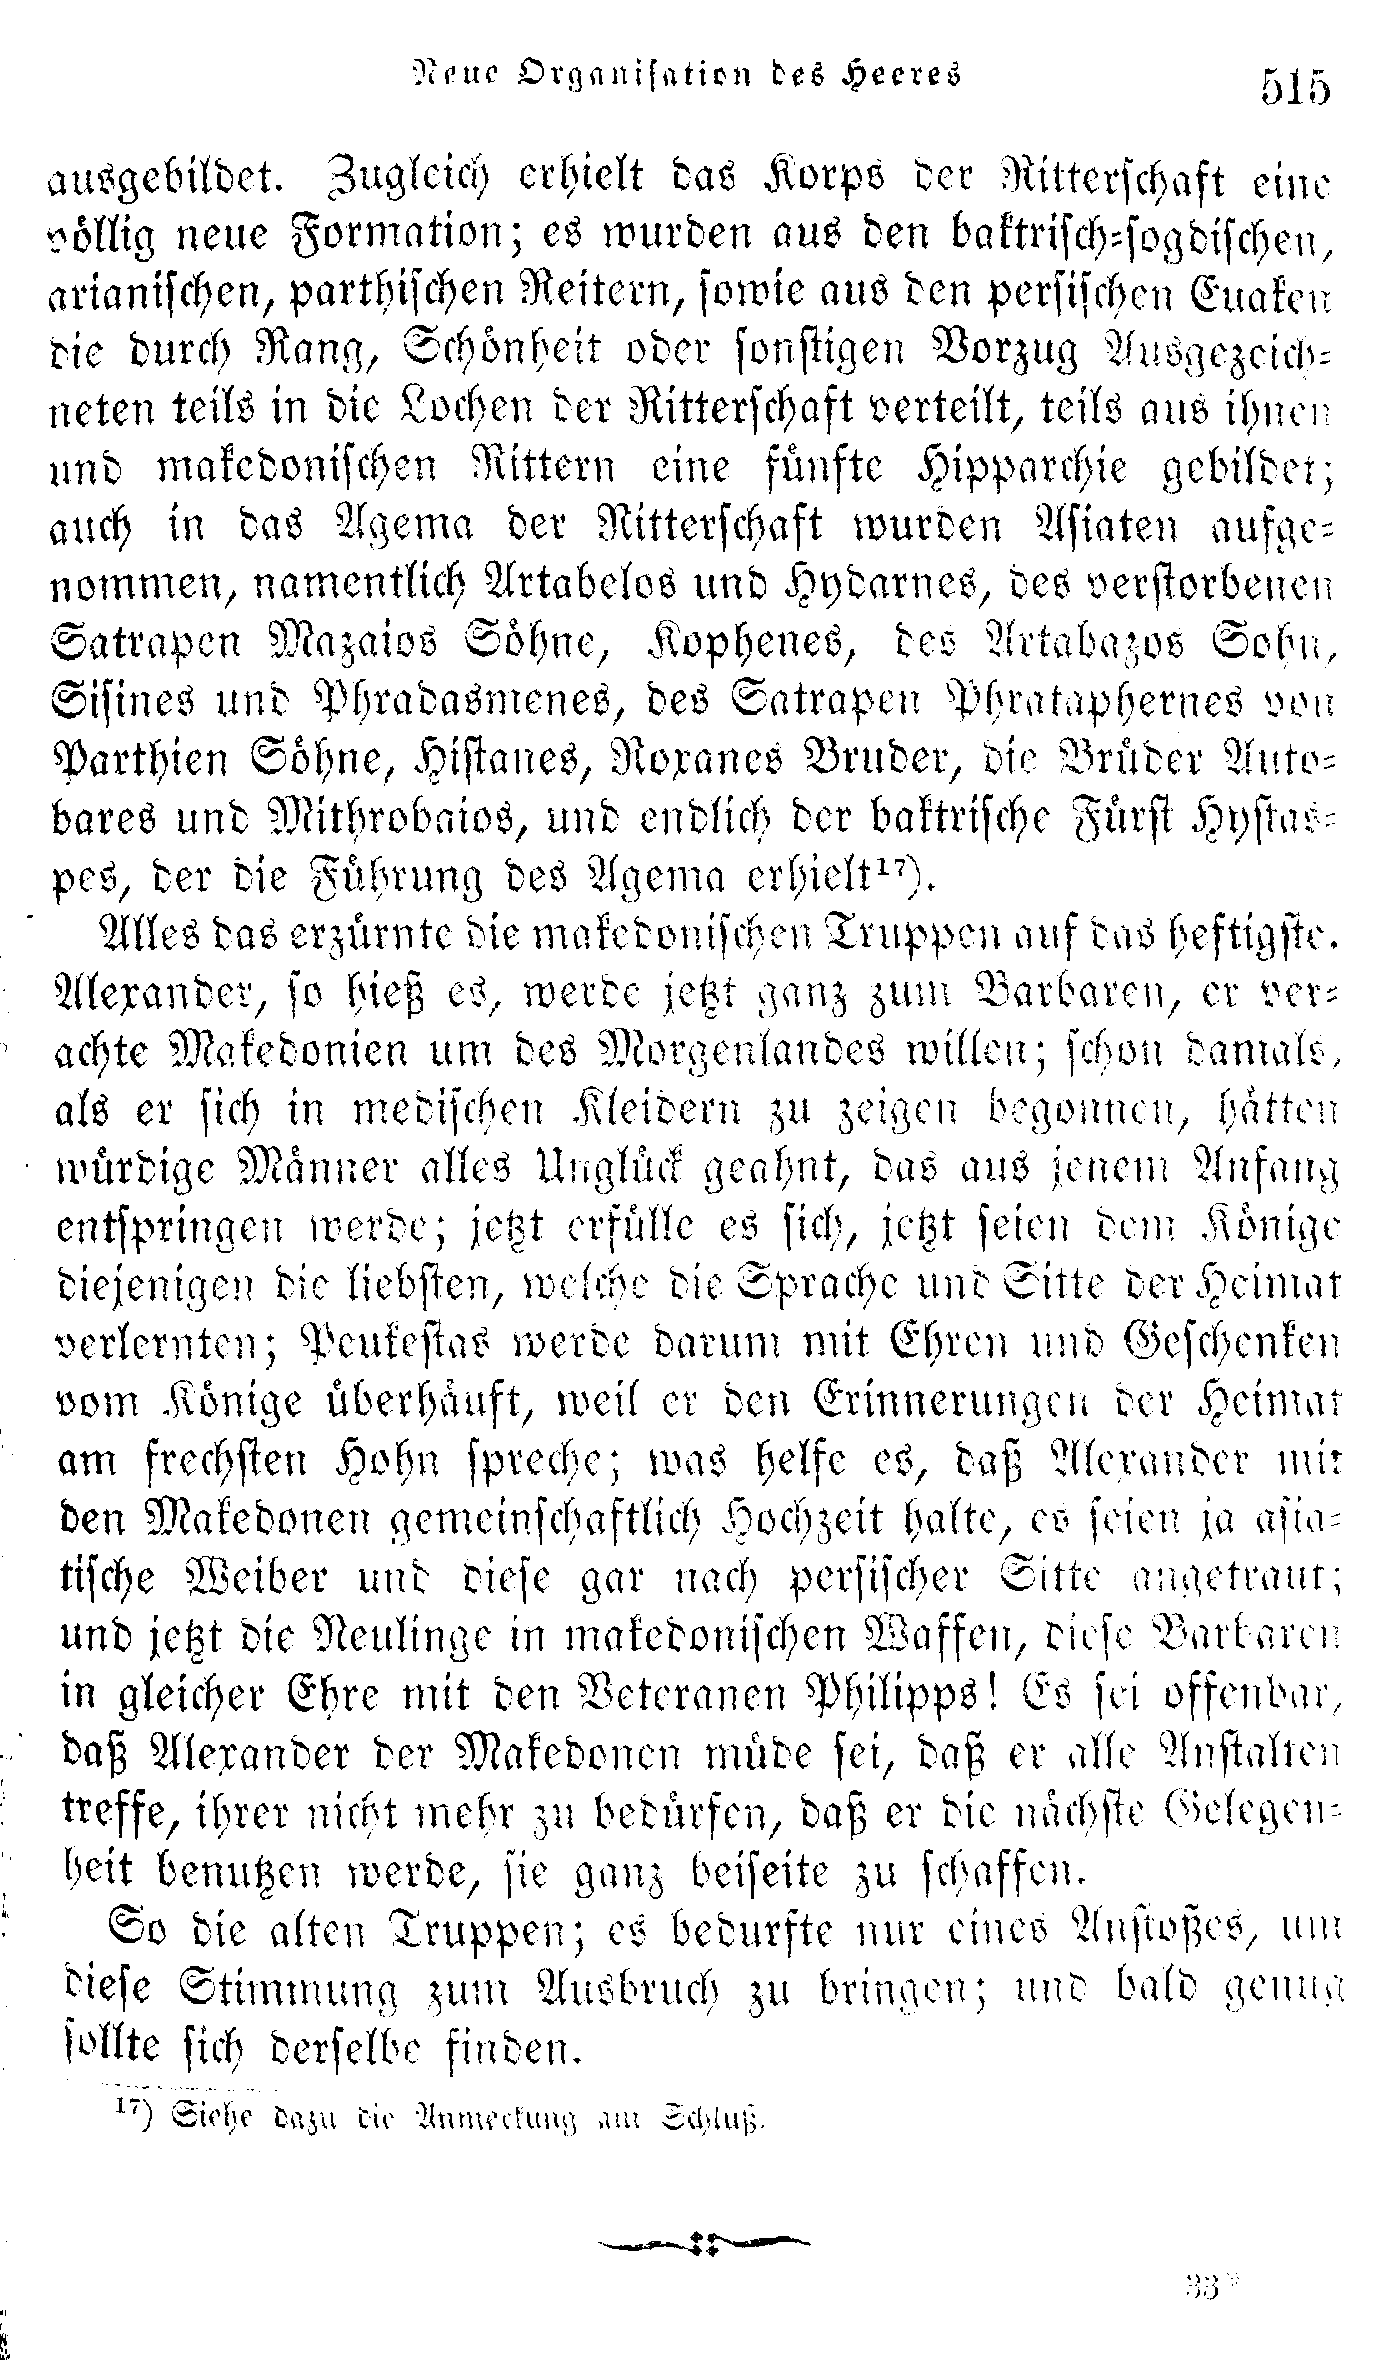 Neue Organisation des Heeres
515
ausgebildet. Zugleich erhielt das Korps der Ritterschaft eine
völlig neue Formation; es wurden aus den baktrisch-sogdischen,
arianischen, parthischen Reitern, sowie aus den persischen Euaken
die durch Rang, Schönheit oder sonstigen Vorzug Ausgezeich-
neten teils in die Lochen der Ritterschaft verteilt, teils aus ihnen
und makedonischen Rittern eine fünfte Hipparchie gebildet;
auch in das Agema der Ritterschaft wurden Asiaten aufge-
nommen, namentlich Artabelos und Hydarnes, des verstorbenen
Satrapen Mazaios Söhne, Kophenes, des Artabazos Sohn,
Sisines und Phradasmenes, des Satrapen Phrataphernes von
Parthien Söhne, Histanes, Roxanes Bruder, die Brüder Auto-
bares und Mithrobaios, und endlich der baktrische Fürst Hystas-
pes, der die Führung des Agema erhielt¹⁷).
Alles das erzürnte die makedonischen Truppen auf das heftigste.
Alexander, so hieß es, werde jetzt ganz zum Barbaren, er ver-
achte Makedonien um des Morgenlandes willen; schon damals,
als er sich in medischen Kleidern zu zeigen begonnen, hätten
würdige Männer alles Unglück geahnt, das aus jenem Anfang
entspringen werde; jetzt erfülle es sich, jetzt seien dem Könige
diejenigen die liebsten, welche die Sprache und Sitte der Heimat
verlernten; Peukestas werde darum mit Ehren und Geschenken
vom Könige überhäuft, weil er den Erinnerungen der Heimat
am frechsten Hohn spreche; was helfe es, daß Alexander mit
den Makedonen gemeinschaftlich Hochzeit halte, es seien ja asia-
tische Weiber und diese gar nach persischer Sitte angetraut;
und jetzt die Neulinge in makedonischen Waffen, diese Barbaren
in gleicher Ehre mit den Veteranen Philipps! Es sei offenbar,
daß Alexander der Makedonen müde sei, daß er alle Anstalten
treffe, ihrer nicht mehr zu bedürfen, daß er die nächste Gelegen-
heit benutzen werde, sie ganz beiseite zu schaffen.
So die alten Truppen; es bedurfte nur eines Anstoßes, um
diese Stimmung zum Ausbruch zu bringen; und bald genug
sollte sich derselbe finden.
¹⁷) Siehe dazu die Anmerkung am Schluß.
33*